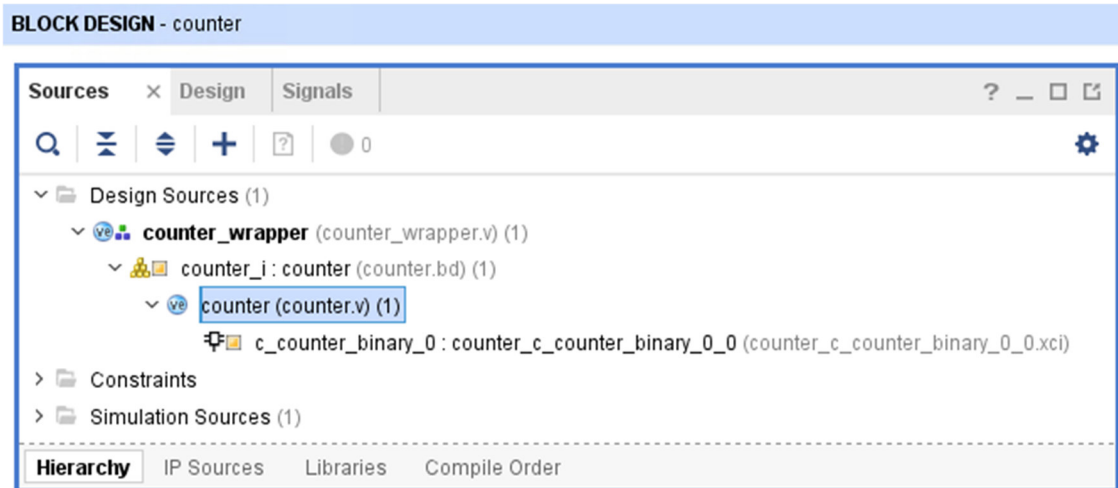 BLOCK DESIGN - counter
Sources × Design Signals ? _
0
Design Sources (1)
counter_wrapper (counter_wrapper.v) (1)
counter_i : counter (counter.bd) (1)
counter (counter.v) (1)
c_counter_binary_0 : counter_c_counter_binary_0_0 (counter_c_counter_binary_0_0.xci)
Constraints
Simulation Sources (1)
Hierarchy IP Sources Libraries Compile Order